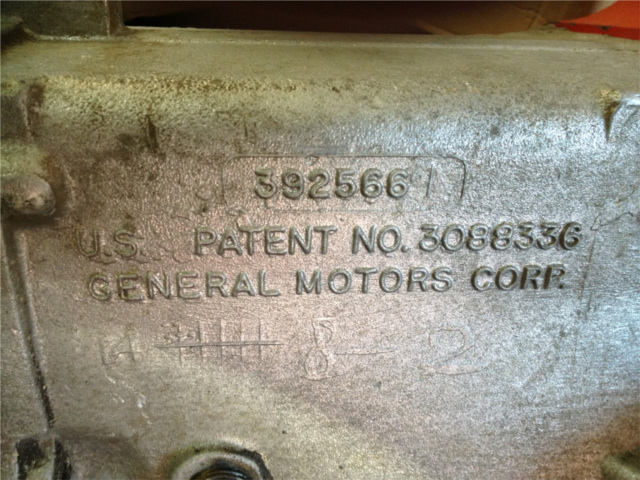 3925661
U.S. PATENT NO. 3088336
GENERAL MOTORS CORP.